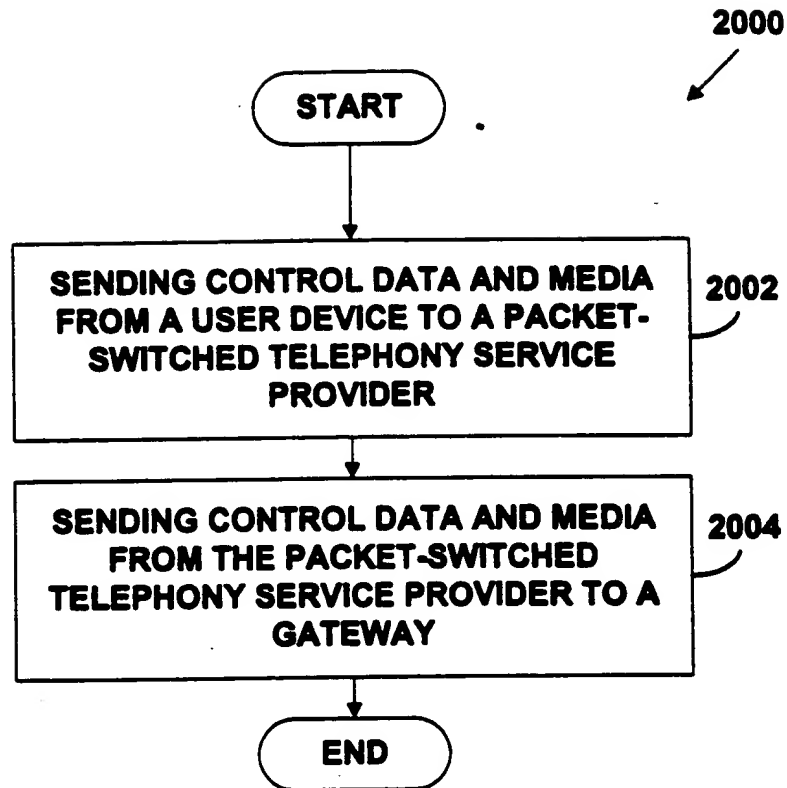 2000
START
SENDING CONTROL DATA AND MEDIA
FROM A USER DEVICE TO A PACKET-
SWITCHED TELEPHONY SERVICE
PROVIDER
2002
SENDING CONTROL DATA AND MEDIA
FROM THE PACKET-SWITCHED
TELEPHONY SERVICE PROVIDER TO A
GATEWAY
2004
END